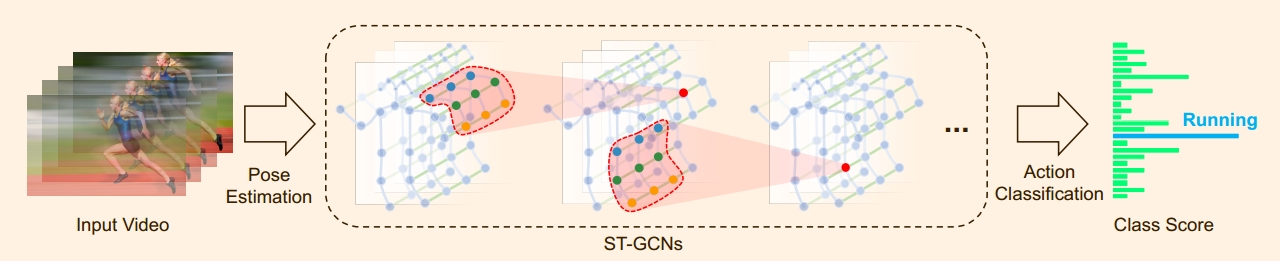 Input Video
Pose
Estimation
ST-GCNs
...
Action
Classification
Running
Class Score